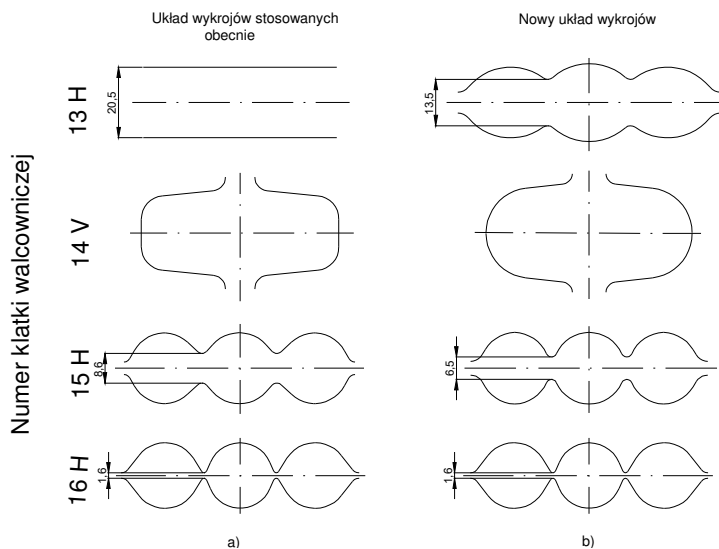 Układ wykrojów stosowanych
obecnie
Nowy układ wykrojów
Numer klatki walcowniczej
13 H
20,5
13,5
14 V
15 H
8,6
6,5
16 H
1,6
1,6
a)
b)